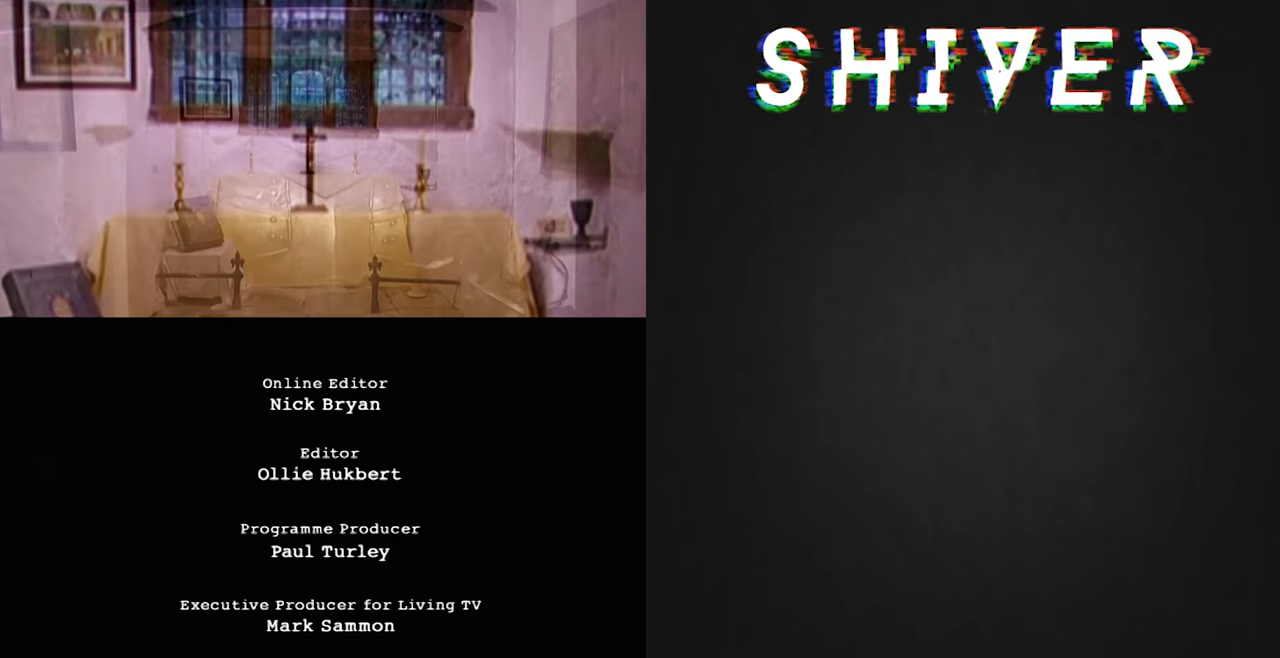 SHIVER
Online Editor
Nick Bryan
Editor
Ollie Hukbert
Programme Producer
Paul Turley
Executive Producer for Living TV
Mark Sammon